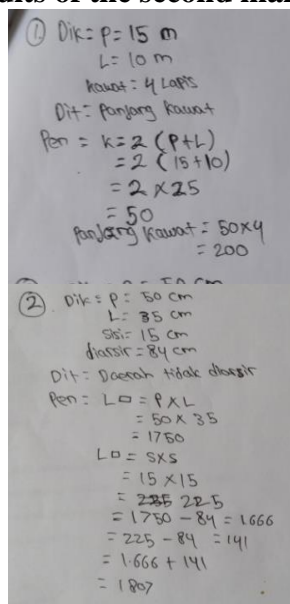 ① Dik = P = 15 m
L = 10 m
kawat = 4 Lapis
Dit = Panjang kawat
Pen = k = 2 (P+L)
= 2 (15+10)
= 2 x 25
= 50
Panjang kawat = 50x4
= 200
② Dik = P = 50 cm
L = 35 cm
Sisi = 15 cm
diarsir = 84 cm
Dit = Daerah tidak diarsir
Pen = L▭ = P x L
= 50 x 35
= 1750
L□ = S x S
= 15 x 15
= 225
= 1750 - 84 = 1.666
= 225 - 84 = 141
= 1.666 + 141
= 1807